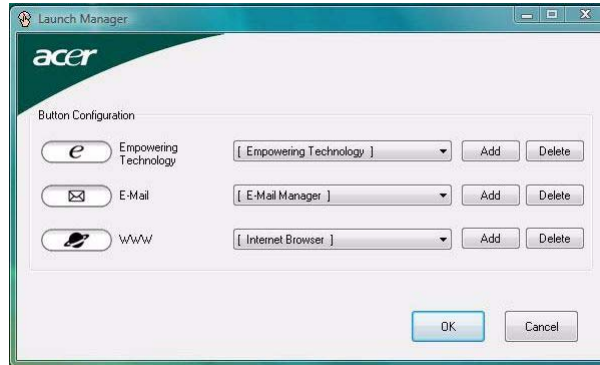 Launch Manager
acer
Button Configuration
e Empowering Technology [ Empowering Technology ] Add Delete
E-Mail [ E-Mail Manager ] Add Delete
WWW [ Internet Browser ] Add Delete
OK Cancel